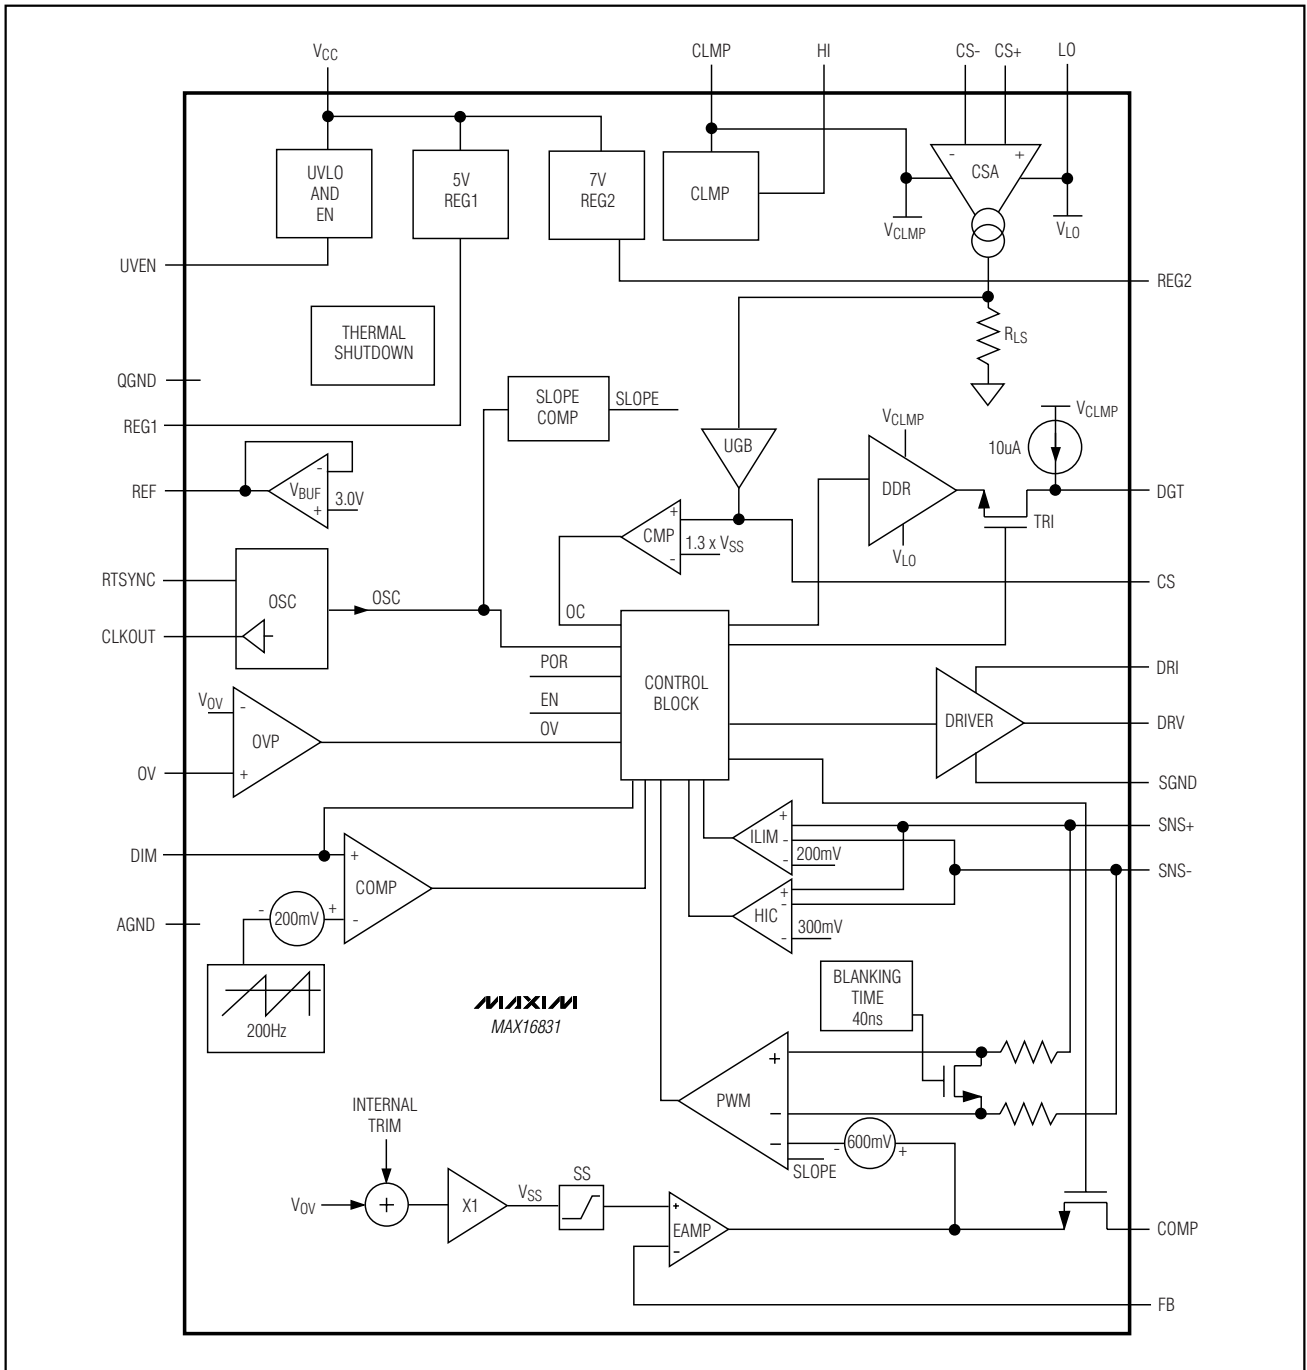 VCC
CLMP
HI
CS-
CS+
LO
UVLO
AND
EN
5V
REG1
7V
REG2
CLMP
- +
CSA
VCLMP
VLO
UVEN
REG2
THERMAL
SHUTDOWN
RLS
QGND
REG1
SLOPE
COMP
SLOPE
VCLMP
10uA
UGB
VCLMP
DDR
REF
-
VBUF
+
3.0V
DGT
TRI
+
CMP
1.3 x VSS
-
VLO
RTSYNC
OSC
OSC
CS
CLKOUT
OC
POR
EN
OV
CONTROL
BLOCK
DRI
DRIVER
DRV
SGND
VOV
-
OVP
+
OV
DIM
+
COMP
-
- 200mV +
AGND
200Hz
+
ILIM
-
-
200mV
SNS+
SNS-
+
-
HIC
-
300mV
BLANKING
TIME
40ns
MAXIM
MAX16831
+
PWM
-
-
- 600mV +
SLOPE
INTERNAL
TRIM
VOV
+
X1
VSS
SS
+
EAMP
-
COMP
FB